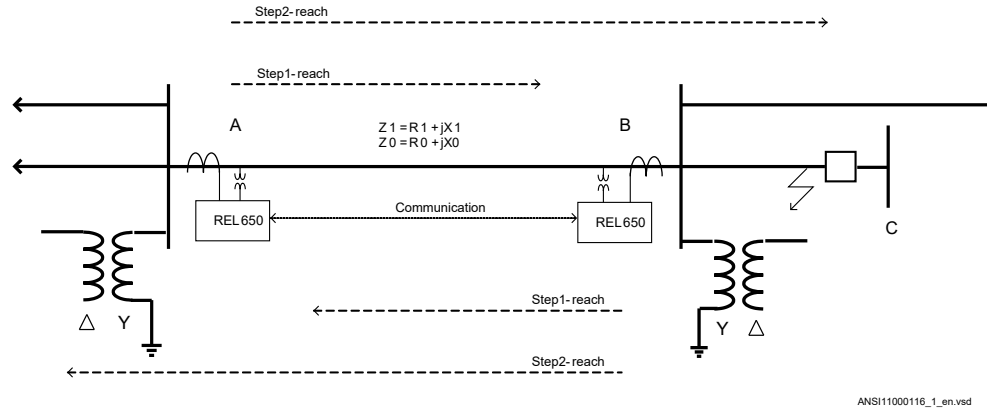 Step2-reach
Step1-reach
A
B
Z1=R1+jX1
Z0=R0+jX0
REL650
Communication
REL650
C
Step1-reach
Δ Y
Y Δ
Step2-reach
ANSI11000116_1_en.vsd